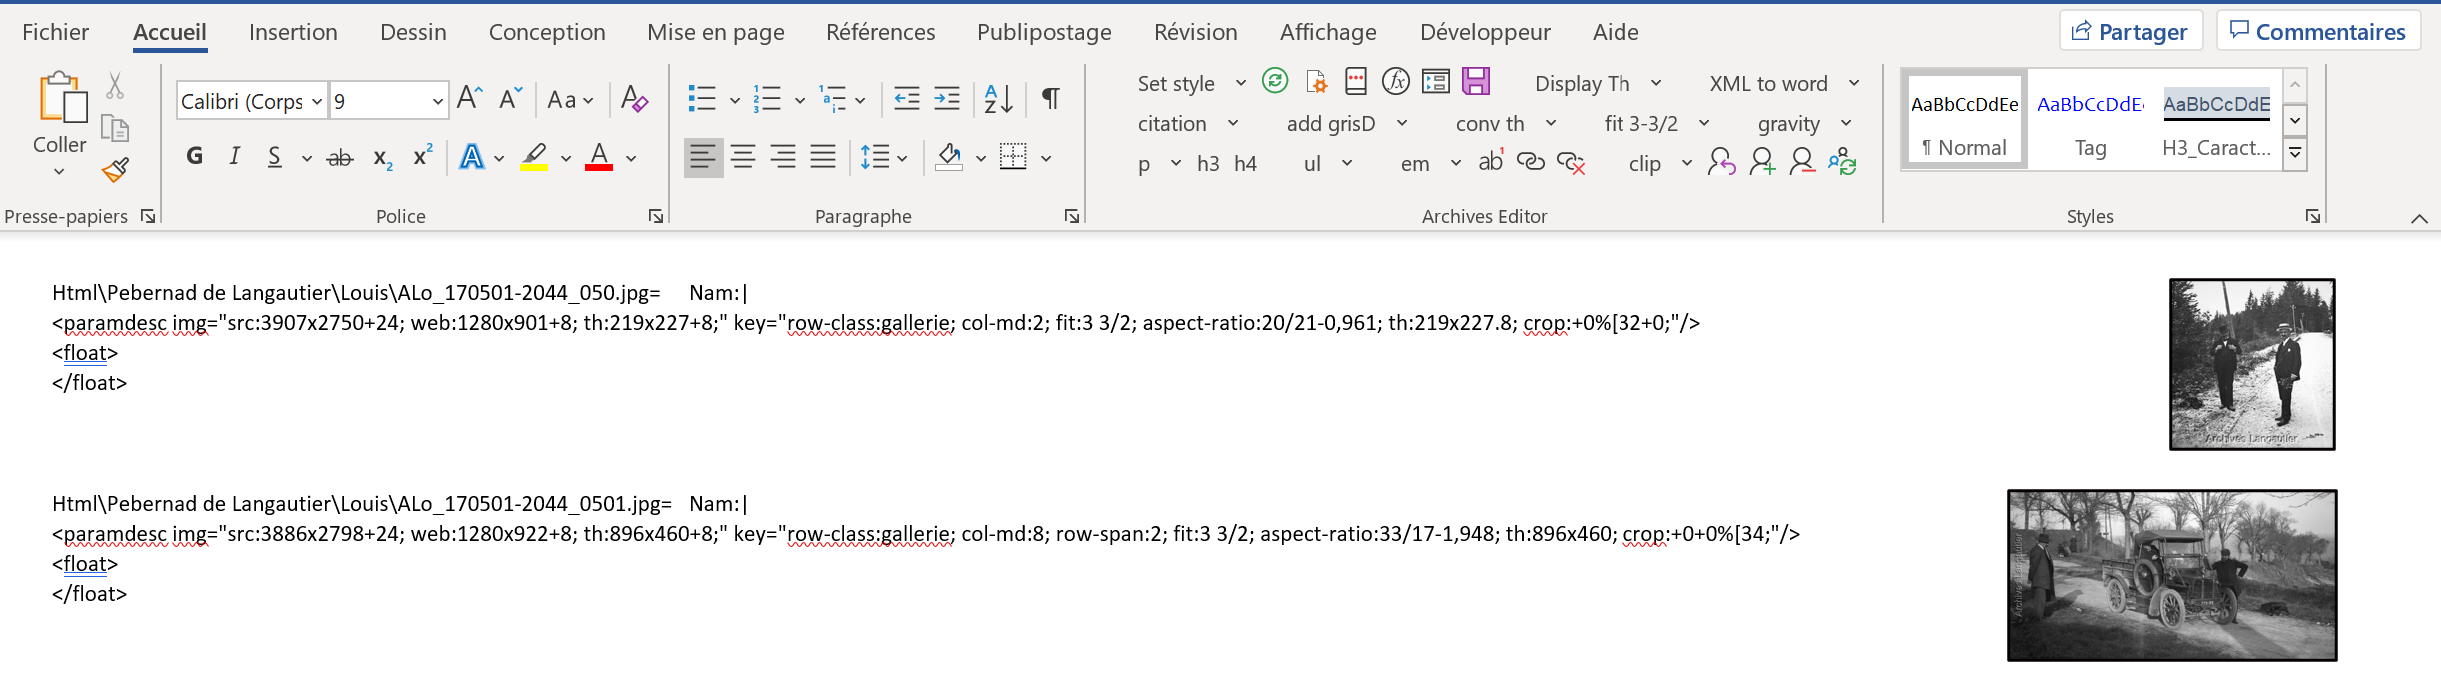 Fichier Accueil Insertion Dessin Conception Mise en page Références Publipostage Révision Affichage Développeur Aide Partager Commentaires
Coller
Presse-papiers
Calibri (Corps 9
Aa
G I S ab x2 x2 A A
Police
Paragraphe
Set style Display Th XML to word
citation add grisD conv th fit 3-3/2 gravity
p h3 h4 ul em ab1 clip
Archives Editor
AaBbCcDdEe AaBbCcDdE AaBbCcDdE
¶ Normal Tag H3_Caract...
Styles
Html\Pebernad de Langautier\Louis\ALo_170501-2044_050.jpg= Nam:|
<paramdesc img="src:3907x2750+24; web:1280x901+8; th:219x227+8;" key="row-class:gallerie; col-md:2; fit:3 3/2; aspect-ratio:20/21-0,961; th:219x227.8; crop:+0%[32+0;"/>
<float>
</float>
Archives Langautier
Html\Pebernad de Langautier\Louis\ALo_170501-2044_0501.jpg= Nam:|
<paramdesc img="src:3886x2798+24; web:1280x922+8; th:896x460+8;" key="row-class:gallerie; col-md:8; row-span:2; fit:3 3/2; aspect-ratio:33/17-1,948; th:896x460; crop:+0+0%[34;"/>
<float>
</float>
Archives Langautier